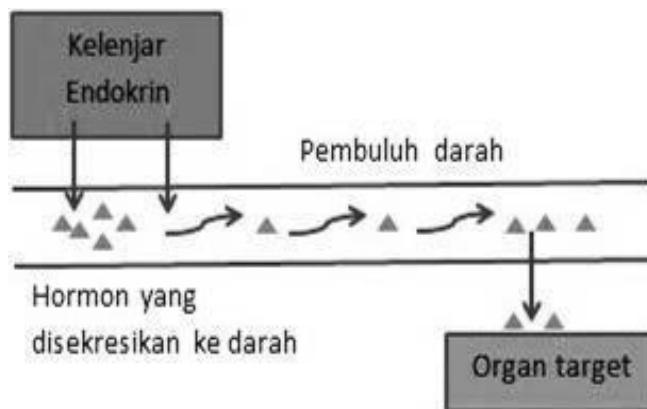 Kelenjar
Endokrin
Pembuluh darah
Hormon yang
disekresikan ke darah
Organ target